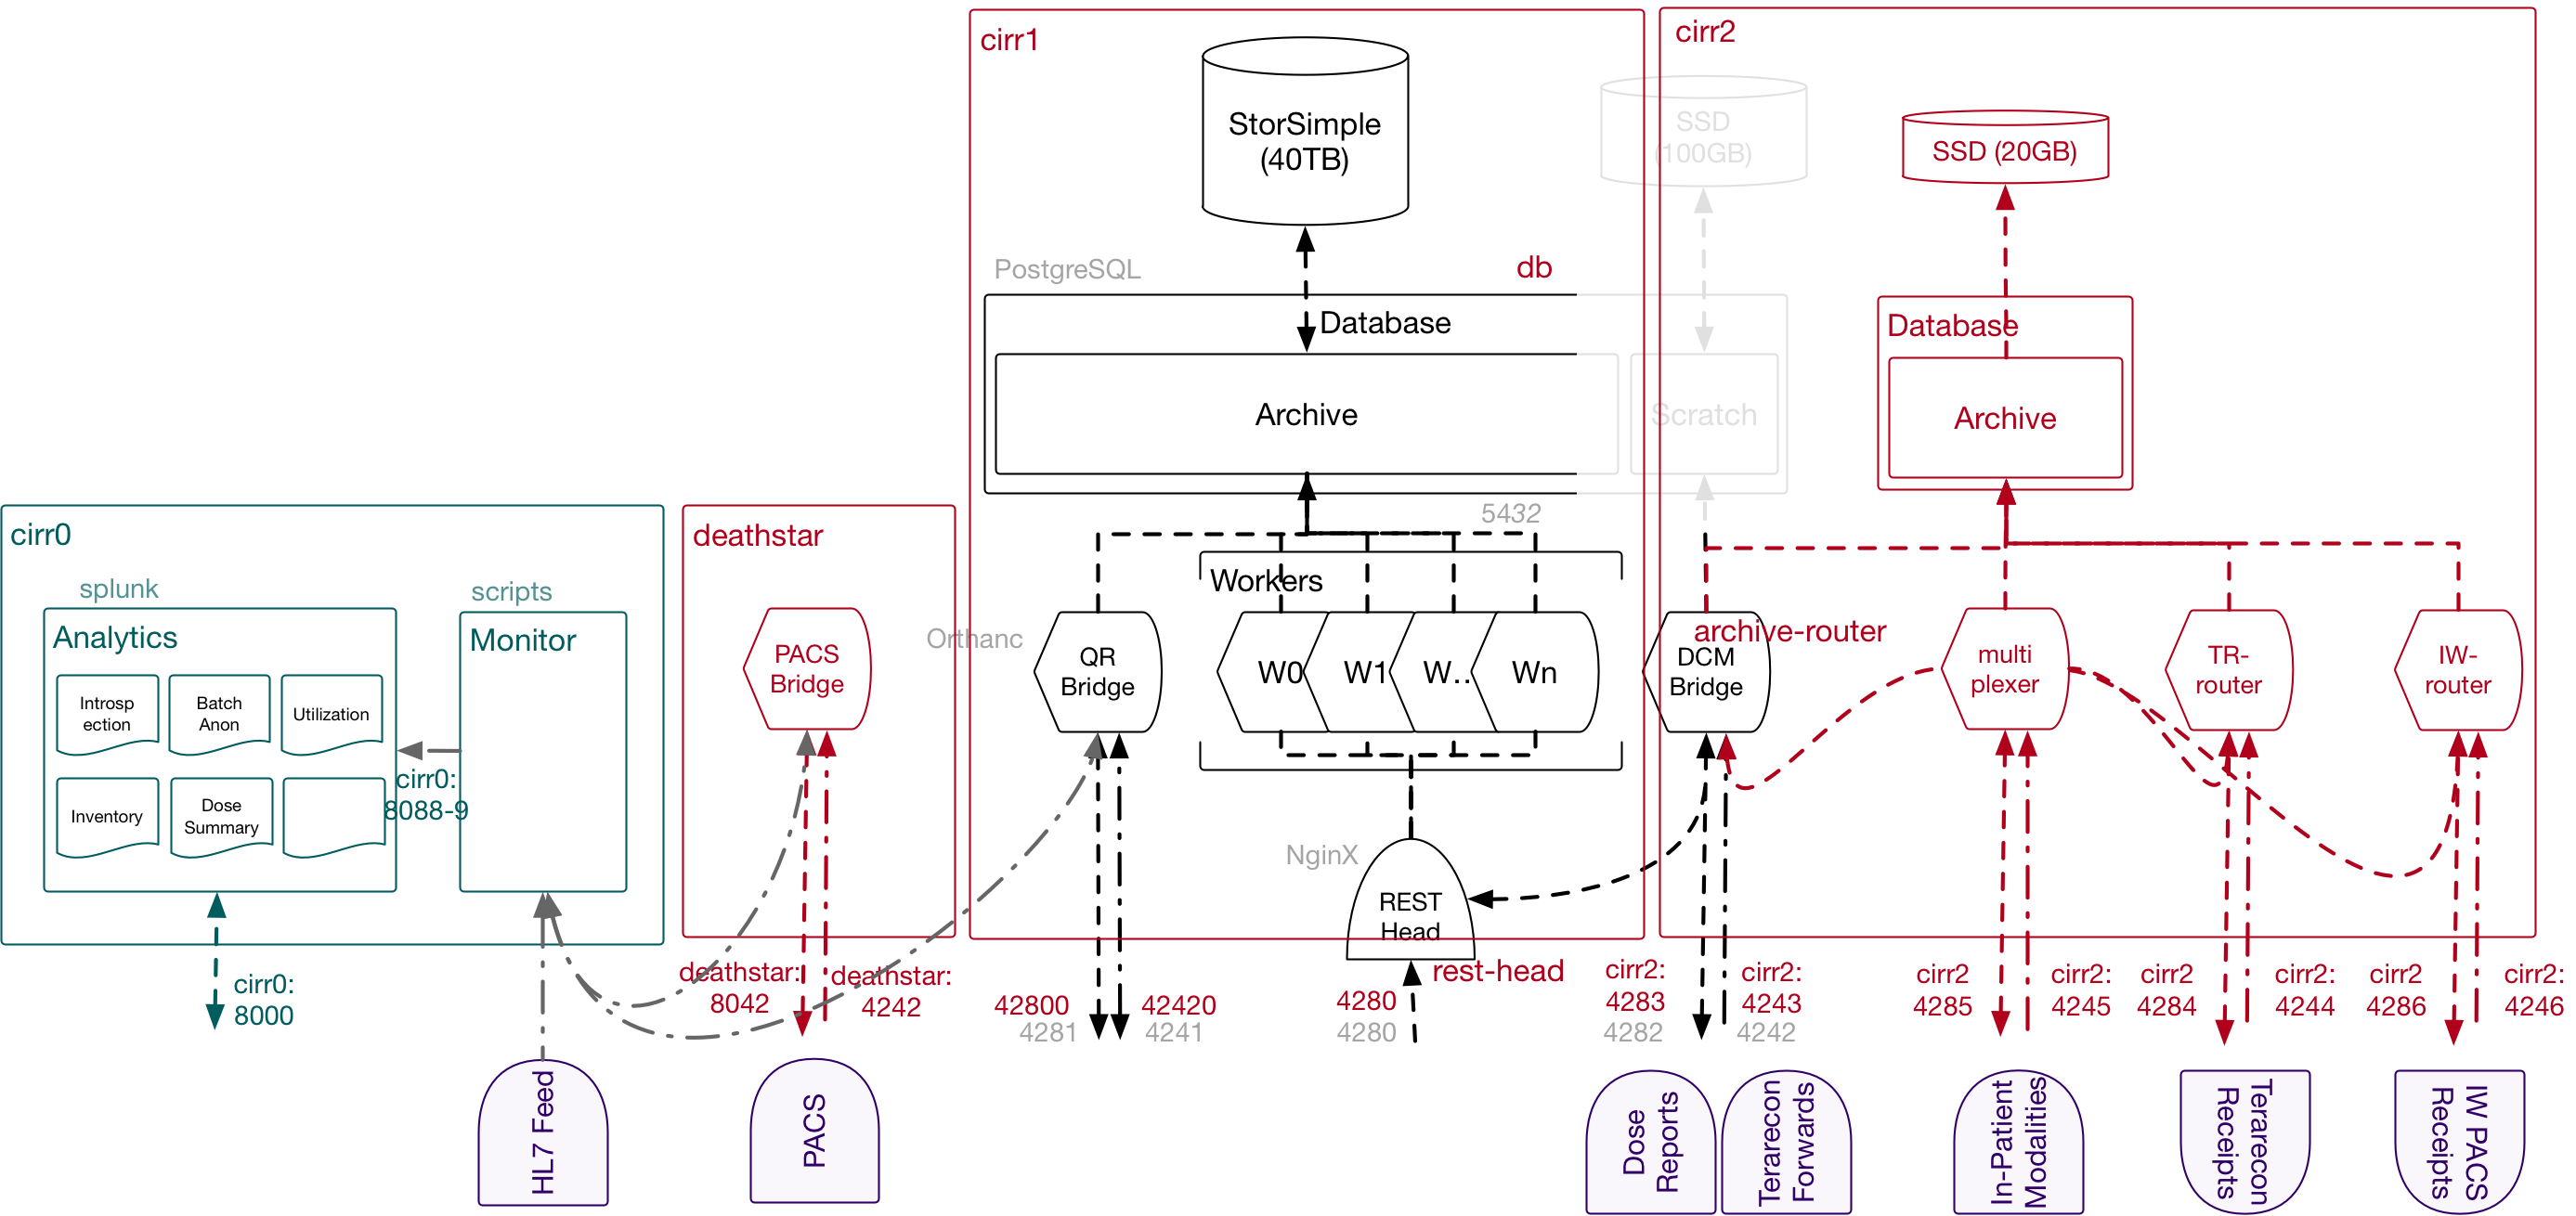 cirr1
cirr2
StorSimple
(40TB)
SSD
(100GB)
SSD (20GB)
PostgreSQL
db
Database
Archive
Scratch
Database
Archive
5432
cirr0
splunk
scripts
Analytics
Monitor
Introsp
ection
Batch
Anon
Utilization
Inventory
Dose
Summary
cirr0:
8088-9
cirr0:
8000
deathstar
PACS
Bridge
deathstar:
8042
deathstar:
4242
Orthanc
QR
Bridge
Workers
W0
W1
W..
Wn
NginX
REST
Head
rest-head
archive-router
DCM
Bridge
multi
plexer
TR-
router
IW-
router
42800
4281
42420
4241
4280
4280
cirr2:
4283
4282
cirr2:
4243
4242
cirr2
4285
cirr2:
4245
cirr2
4284
cirr2:
4244
cirr2
4286
cirr2:
4246
HL7 Feed
PACS
Dose
Reports
Terarecon
Forwards
In-Patient
Modalities
Terarecon
Receipts
IW PACS
Receipts